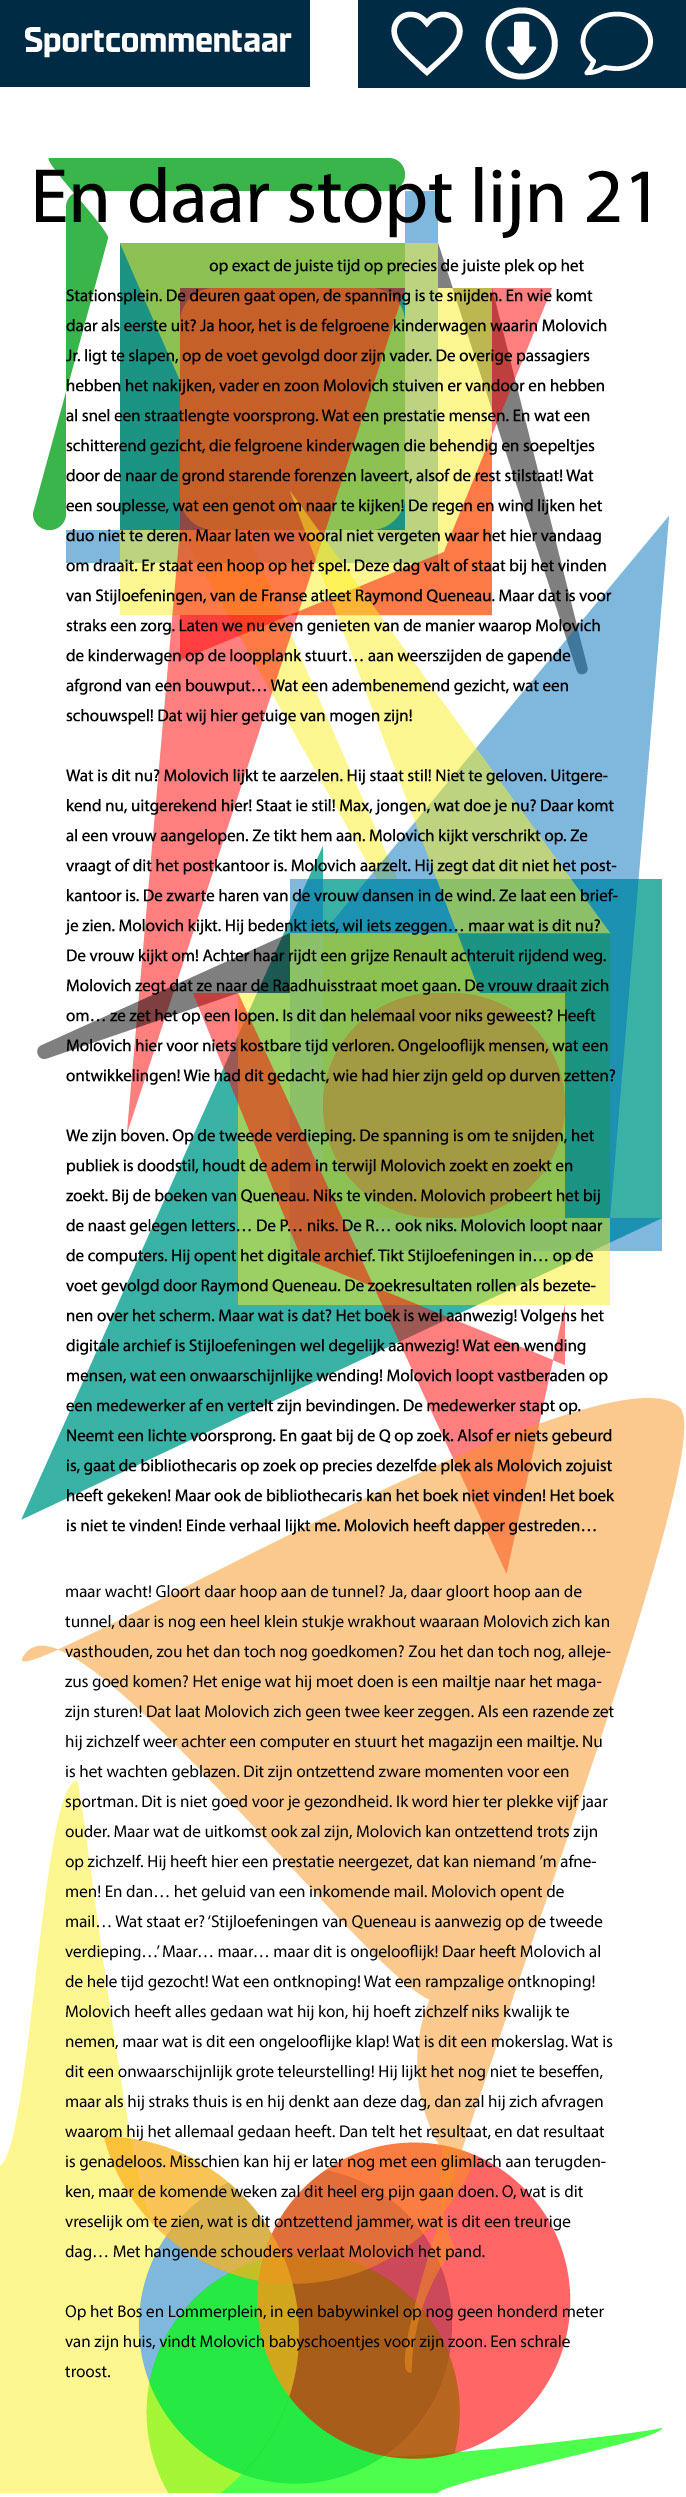 Sportcommentaar
En daar stopt lijn 21
op exact de juiste tijd op precies de juiste plek op het
Stationsplein. De deuren gaat open, de spanning is te snijden. En wie komt
daar als eerste uit? Ja hoor, het is de felgroene kinderwagen waarin Molovich
Jr. ligt te slapen, op de voet gevolgd door zijn vader. De overige passagiers
hebben het nakijken, vader en zoon Molovich stuiven er vandoor en hebben
al snel een straatlengte voorsprong. Wat een prestatie mensen. En wat een
schitterend gezicht, die felgroene kinderwagen die behendig en soepeltjes
door de naar de grond starende forenzen laveert, alsof de rest stilstaat! Wat
een souplesse, wat een genot om naar te kijken! De regen en wind lijken het
duo niet te deren. Maar laten we vooral niet vergeten waar het hier vandaag
om draait. Er staat een hoop op het spel. Deze dag valt of staat bij het vinden
van Stijloefeningen, van de Franse atleet Raymond Queneau. Maar dat is voor
straks een zorg. Laten we nu even genieten van de manier waarop Molovich
de kinderwagen op de loopplank stuurt… aan weerszijden de gapende
afgrond van een bouwput… Wat een adembenemend gezicht, wat een
schouwspel! Dat wij hier getuige van mogen zijn!
Wat is dit nu? Molovich lijkt te aarzelen. Hij staat stil! Niet te geloven. Uitgere-
kend nu, uitgerekend hier! Staat ie stil! Max, jongen, wat doe je nu? Daar komt
al een vrouw aangelopen. Ze tikt hem aan. Molovich kijkt verschrikt op. Ze
vraagt of dit het postkantoor is. Molovich aarzelt. Hij zegt dat dit niet het post-
kantoor is. De zwarte haren van de vrouw dansen in de wind. Ze laat een brief-
je zien. Molovich kijkt. Hij bedenkt iets, wil iets zeggen… maar wat is dit nu?
De vrouw kijkt om! Achter haar rijdt een grijze Renault achteruit rijdend weg.
Molovich zegt dat ze naar de Raadhuisstraat moet gaan. De vrouw draait zich
om… ze zet het op een lopen. Is dit dan helemaal voor niks geweest? Heeft
Molovich hier voor niets kostbare tijd verloren. Ongelooflijk mensen, wat een
ontwikkelingen! Wie had dit gedacht, wie had hier zijn geld op durven zetten?
We zijn boven. Op de tweede verdieping. De spanning is om te snijden, het
publiek is doodstil, houdt de adem in terwijl Molovich zoekt en zoekt en
zoekt. Bij de boeken van Queneau. Niks te vinden. Molovich probeert het bij
de naast gelegen letters… De P… niks. De R… ook niks. Molovich loopt naar
de computers. Hij opent het digitale archief. Tikt Stijloefeningen in… op de
voet gevolgd door Raymond Queneau. De zoekresultaten rollen als bezete-
nen over het scherm. Maar wat is dat? Het boek is wel aanwezig! Volgens het
digitale archief is Stijloefeningen wel degelijk aanwezig! Wat een wending
mensen, wat een onwaarschijnlijke wending! Molovich loopt vastberaden op
een medewerker af en vertelt zijn bevindingen. De medewerker stapt op.
Neemt een lichte voorsprong. En gaat bij de Q op zoek. Alsof er niets gebeurd
is, gaat de bibliothecaris op zoek op precies dezelfde plek als Molovich zojuist
heeft gekeken! Maar ook de bibliothecaris kan het boek niet vinden! Het boek
is niet te vinden! Einde verhaal lijkt me. Molovich heeft dapper gestreden…
maar wacht! Gloort daar hoop aan de tunnel? Ja, daar gloort hoop aan de
tunnel, daar is nog een heel klein stukje wrakhout waaraan Molovich zich kan
vasthouden, zou het dan toch nog goedkomen? Zou het dan toch nog, alleje-
zus goed komen? Het enige wat hij moet doen is een mailtje naar het maga-
zijn sturen! Dat laat Molovich zich geen twee keer zeggen. Als een razende zet
hij zichzelf weer achter een computer en stuurt het magazijn een mailtje. Nu
is het wachten geblazen. Dit zijn ontzettend zware momenten voor een
sportman. Dit is niet goed voor je gezondheid. Ik word hier ter plekke vijf jaar
ouder. Maar wat de uitkomst ook zal zijn, Molovich kan ontzettend trots zijn
op zichzelf. Hij heeft hier een prestatie neergezet, dat kan niemand ’m afne-
men! En dan… het geluid van een inkomende mail. Molovich opent de
mail… Wat staat er? ‘Stijloefeningen van Queneau is aanwezig op de tweede
verdieping…’ Maar… maar… maar dit is ongelooflijk! Daar heeft Molovich al
de hele tijd gezocht! Wat een ontknoping! Wat een rampzalige ontknoping!
Molovich heeft alles gedaan wat hij kon, hij hoeft zichzelf niks kwalijk te
nemen, maar wat is dit een ongelooflijke klap! Wat is dit een mokerslag. Wat is
dit een onwaarschijnlijk grote teleurstelling! Hij lijkt het nog niet te beseffen,
maar als hij straks thuis is en hij denkt aan deze dag, dan zal hij zich afvragen
waarom hij het allemaal gedaan heeft. Dan telt het resultaat, en dat resultaat
is genadeloos. Misschien kan hij er later nog met een glimlach aan terugden-
ken, maar de komende weken zal dit heel erg pijn gaan doen. O, wat is dit
vreselijk om te zien, wat is dit ontzettend jammer, wat is dit een treurige
dag… Met hangende schouders verlaat Molovich het pand.
Op het Bos en Lommerplein, in een babywinkel op nog geen honderd meter
van zijn huis, vindt Molovich babyschoentjes voor zijn zoon. Een schrale
troost.